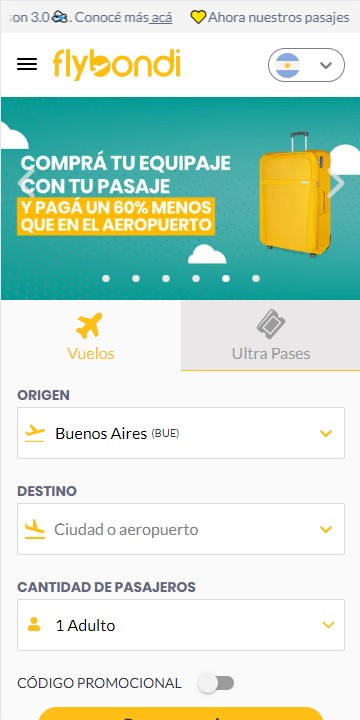 son 3.0 . Conocé más acá Ahora nuestros pasajes
flybondi
COMPRÁ TU EQUIPAJE
CON TU PASAJE
Y PAGÁ UN 60% MENOS
QUE EN EL AEROPUERTO
Vuelos Ultra Pases
ORIGEN
Buenos Aires (BUE)
DESTINO
Ciudad o aeropuerto
CANTIDAD DE PASAJEROS
1 Adulto
CÓDIGO PROMOCIONAL